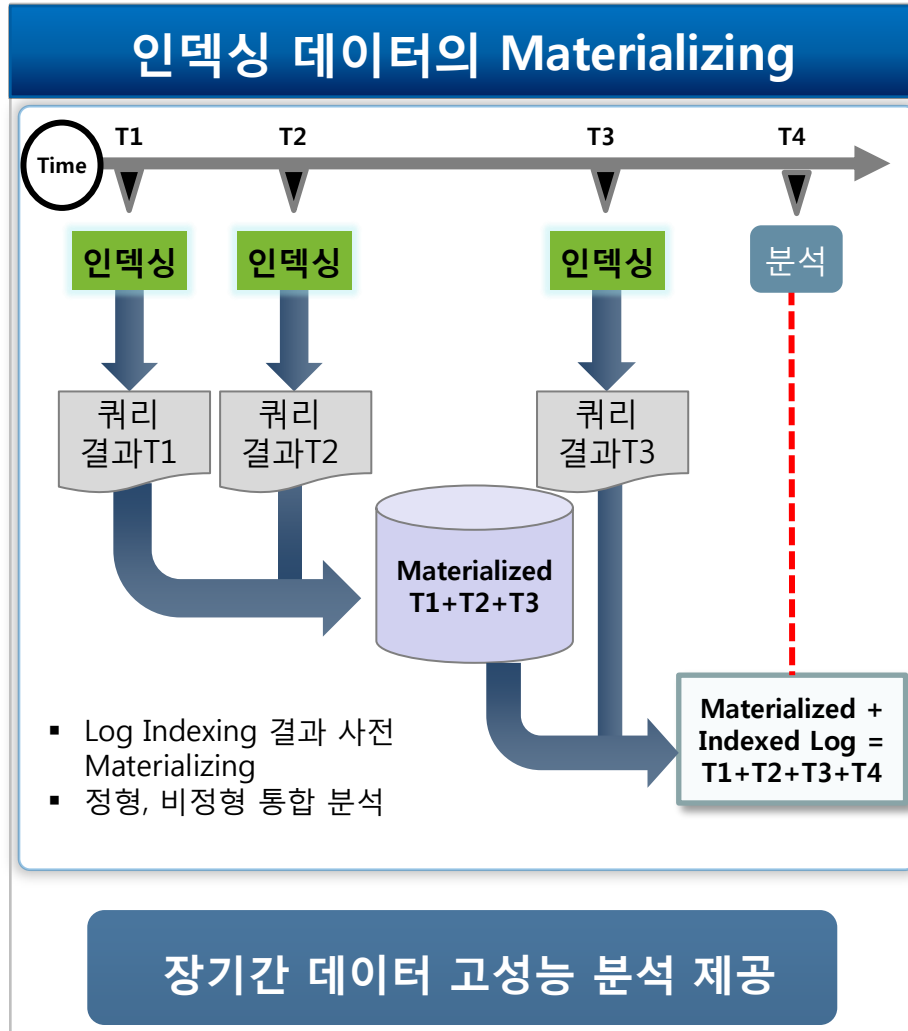 인덱싱 데이터의 Materializing
Time
T1
T2
T3
T4
인덱싱
인덱싱
인덱싱
분석
쿼리
결과T1
쿼리
결과T2
쿼리
결과T3
Materialized
T1+T2+T3
Materialized +
Indexed Log =
T1+T2+T3+T4
▪ Log Indexing 결과 사전
Materializing
▪ 정형, 비정형 통합 분석
장기간 데이터 고성능 분석 제공